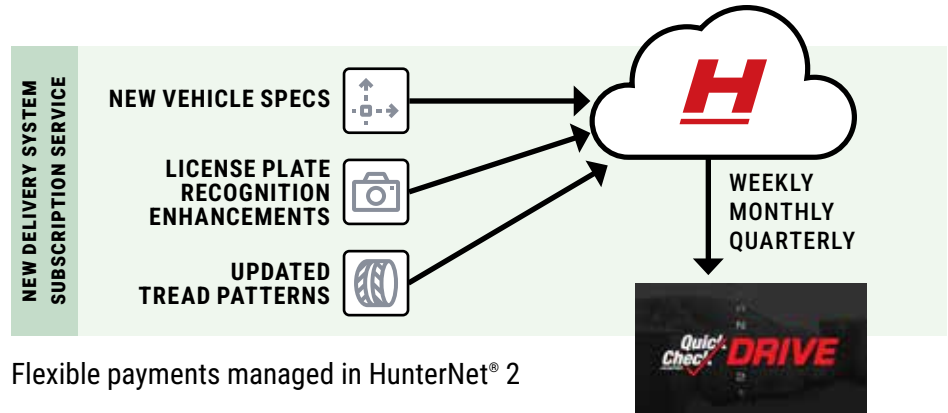 NEW DELIVERY SYSTEM
SUBSCRIPTION SERVICE
NEW VEHICLE SPECS
LICENSE PLATE
RECOGNITION
ENHANCEMENTS
UPDATED
TREAD PATTERNS
H
WEEKLY
MONTHLY
QUARTERLY
Quick
Check DRIVE
Flexible payments managed in HunterNet® 2